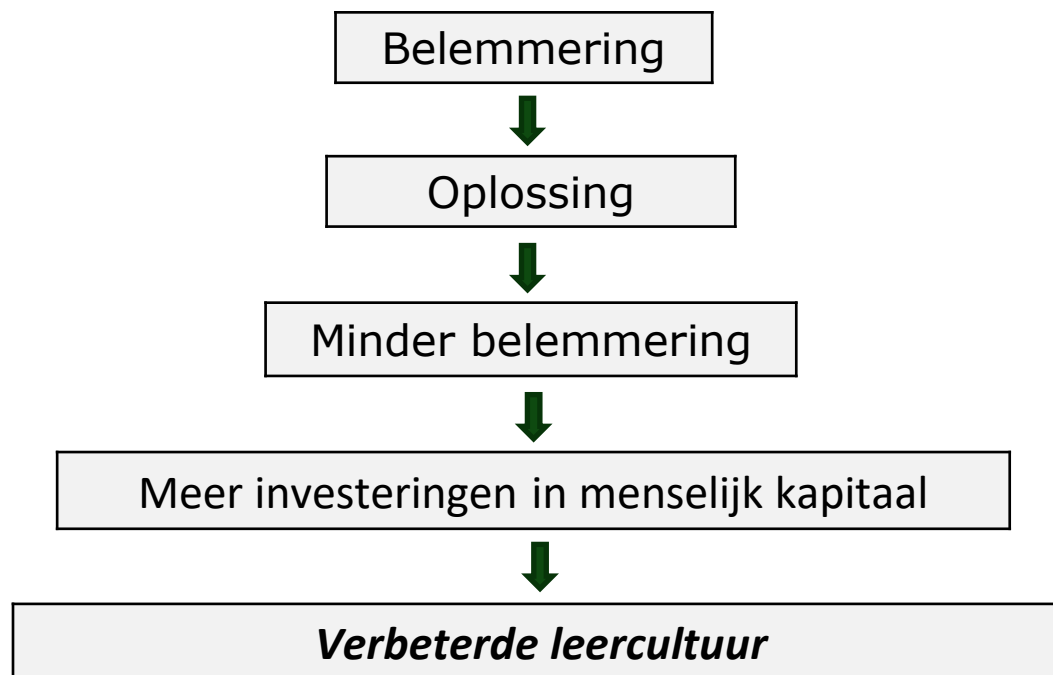 Belemmering
Oplossing
Minder belemmering
Meer investeringen in menselijk kapitaal
Verbeterde leercultuur